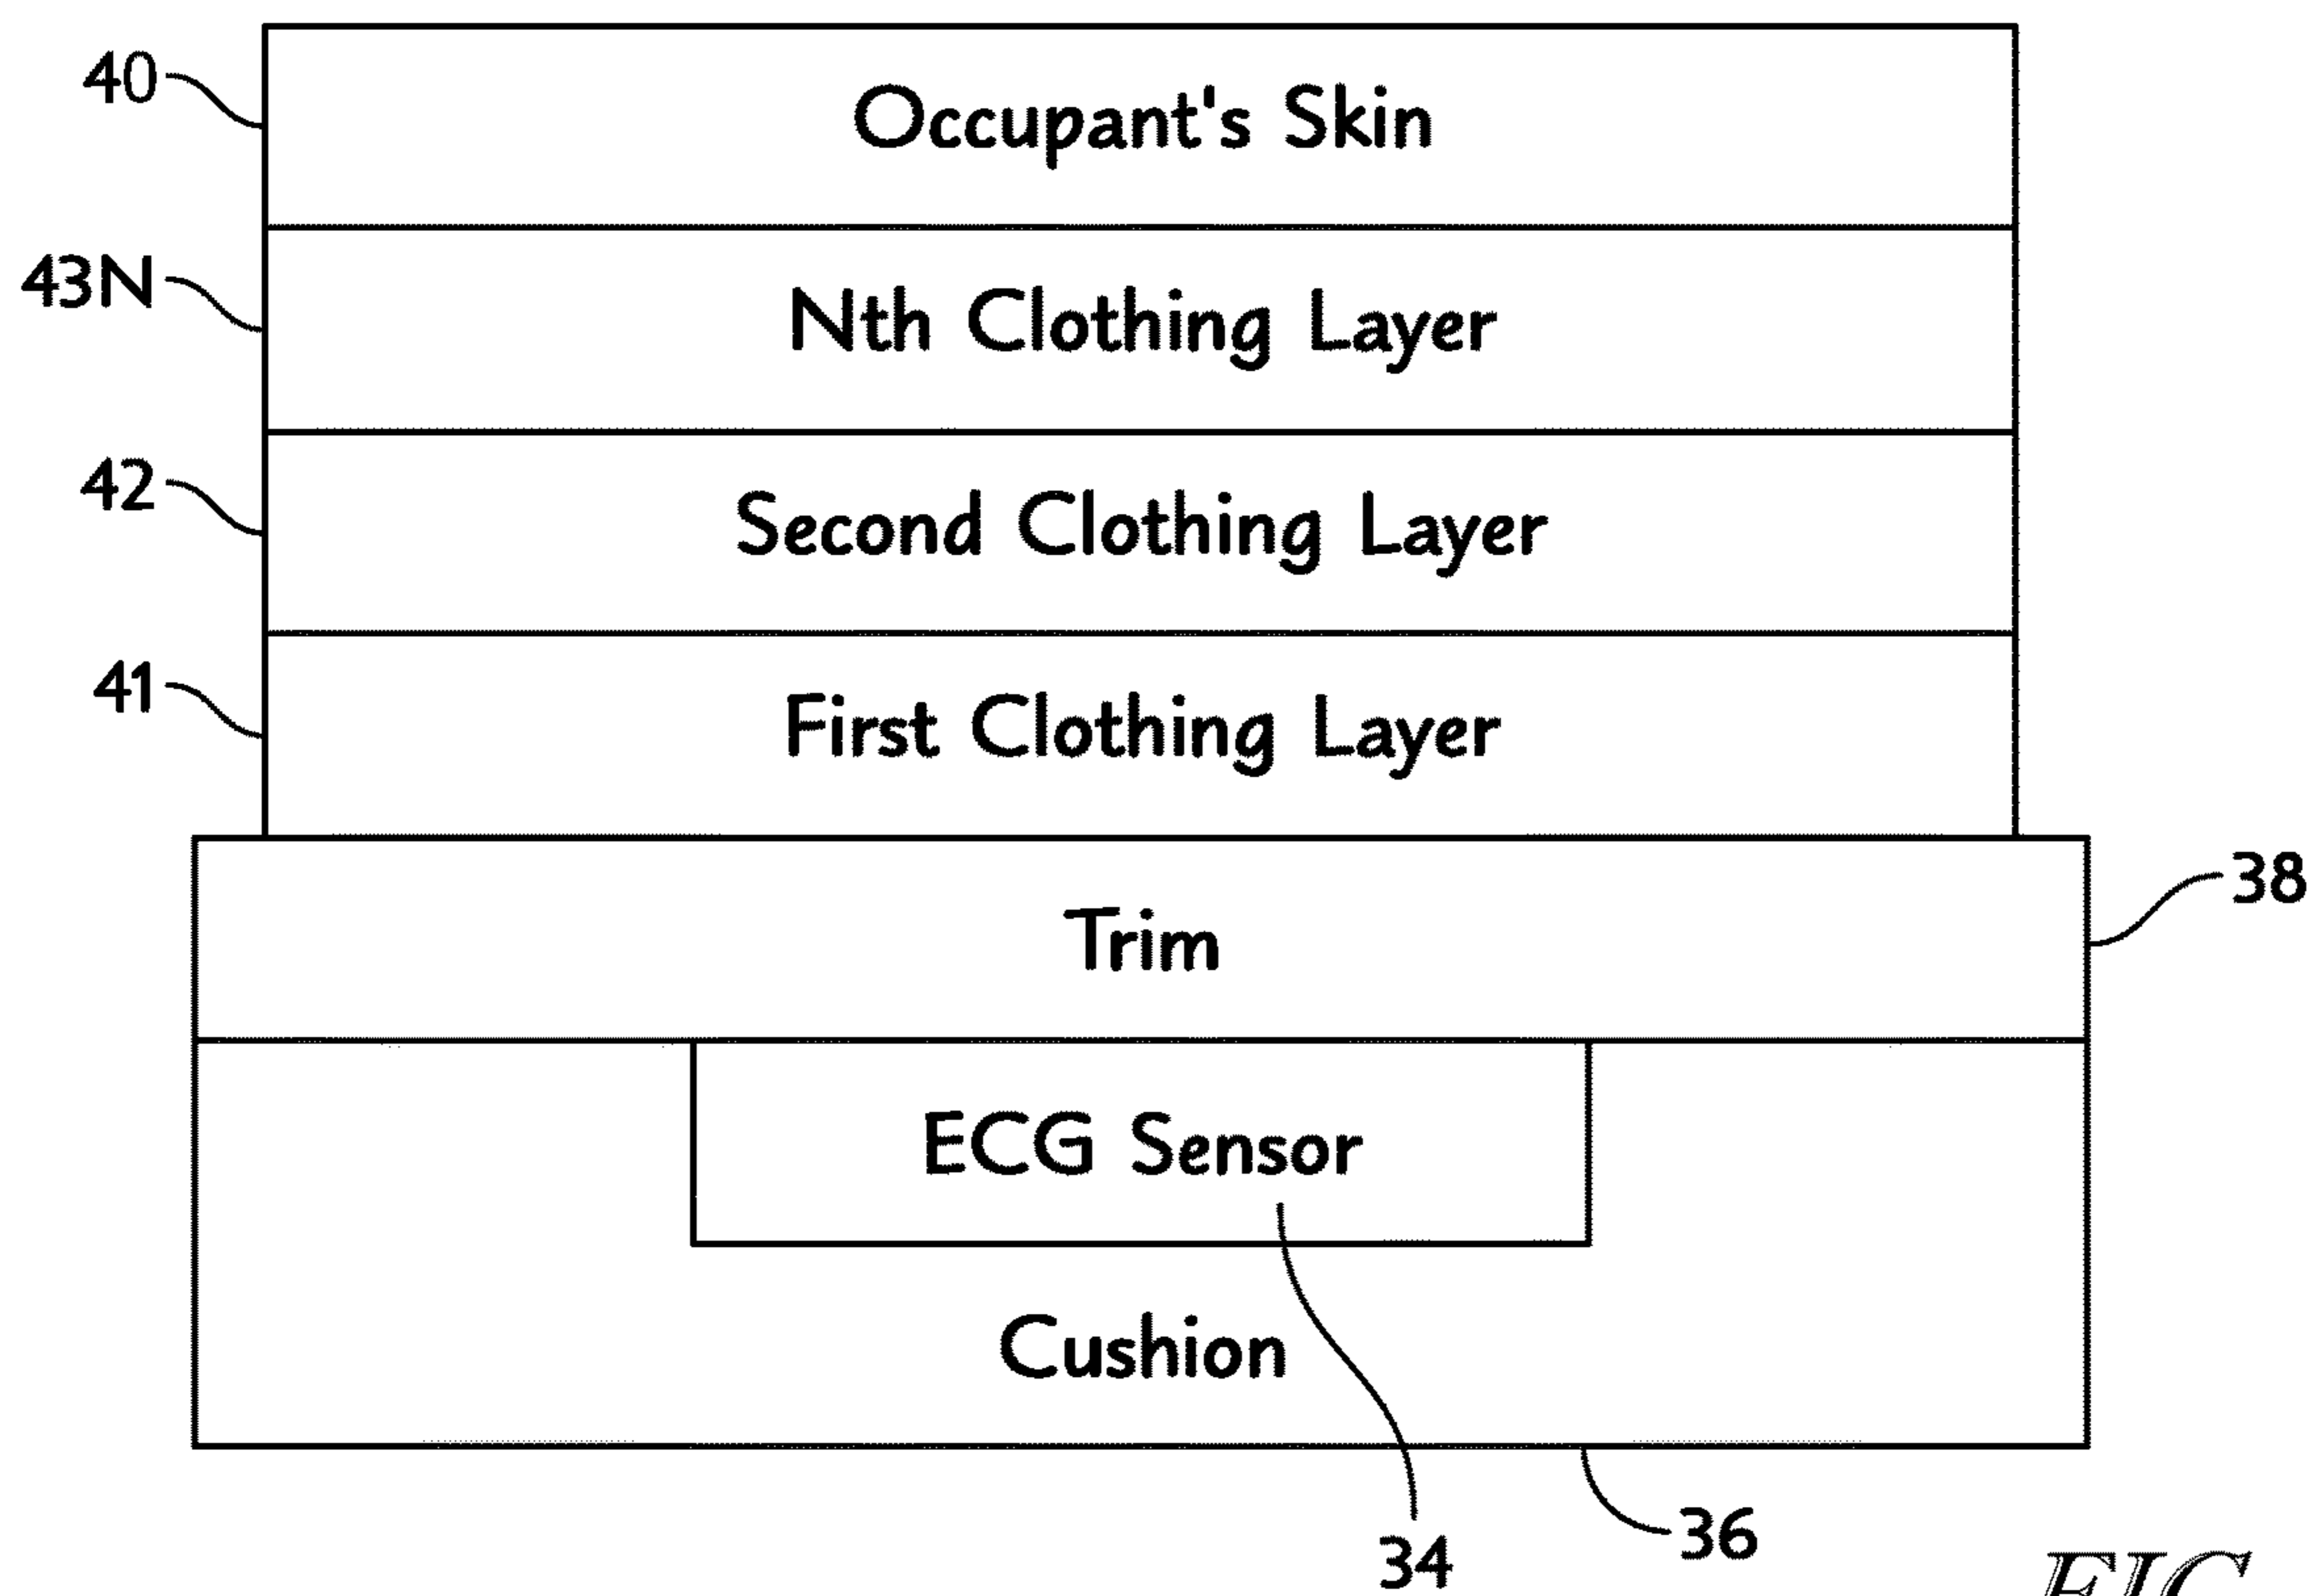 40
Occupant's Skin
43N
Nth Clothing Layer
42
Second Clothing Layer
41
First Clothing Layer
38
Trim
ECG Sensor
Cushion
34
36
FIG